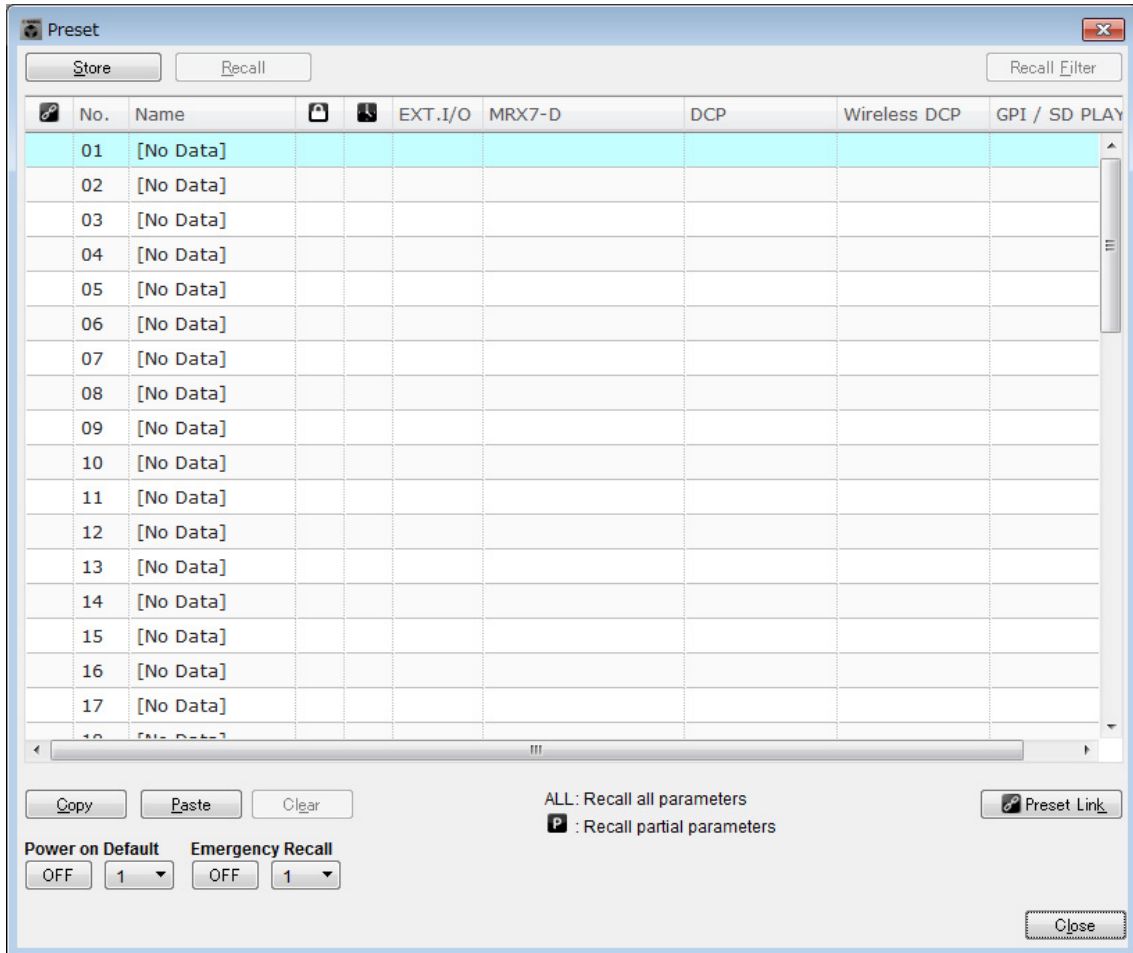 Preset
Store Recall Recall Filter
No. Name EXT.I/O MRX7-D DCP Wireless DCP GPI / SD PLAY
01 [No Data]
02 [No Data]
03 [No Data]
04 [No Data]
05 [No Data]
06 [No Data]
07 [No Data]
08 [No Data]
09 [No Data]
10 [No Data]
11 [No Data]
12 [No Data]
13 [No Data]
14 [No Data]
15 [No Data]
16 [No Data]
17 [No Data]
Copy Paste Clear ALL: Recall all parameters Preset Link
P : Recall partial parameters
Power on Default Emergency Recall
OFF 1 OFF 1
Close